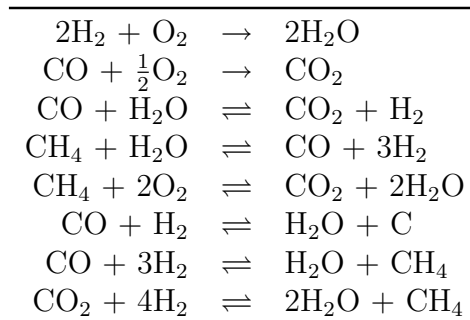 2H₂ + O₂ → 2H₂O
CO + ½O₂ → CO₂
CO + H₂O ⇌ CO₂ + H₂
CH₄ + H₂O ⇌ CO + 3H₂
CH₄ + 2O₂ ⇌ CO₂ + 2H₂O
CO + H₂ ⇌ H₂O + C
CO + 3H₂ ⇌ H₂O + CH₄
CO₂ + 4H₂ ⇌ 2H₂O + CH₄